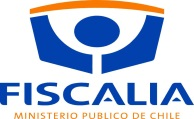 FISCALIA
MINISTERIO PUBLICO DE CHILE